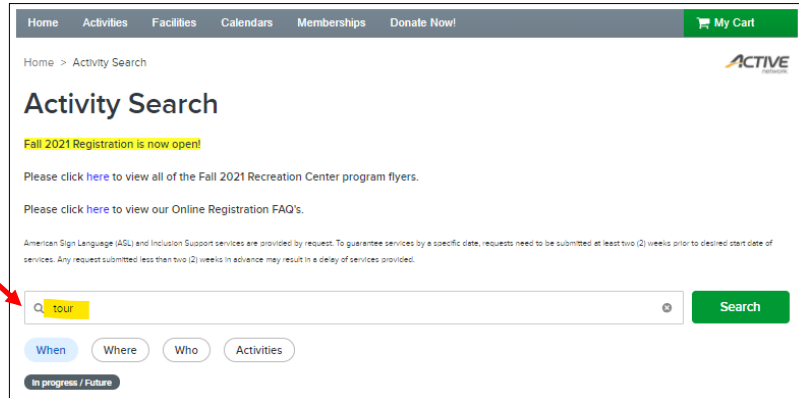 Home Activities Facilities Calendars Memberships Donate Now! My Cart
Home > Activity Search
ACTIVE
network
Activity Search
Fall 2021 Registration is now open!
Please click here to view all of the Fall 2021 Recreation Center program flyers.
Please click here to view our Online Registration FAQ's.
American Sign Language (ASL) and Inclusion Support services are provided by request. To guarantee services by a specific date, requests need to be submitted at least two (2) weeks prior to desired start date of
services. Any request submitted less than two (2) weeks in advance may result in a delay of services provided.
tour Search
When Where Who Activities
In progress / Future